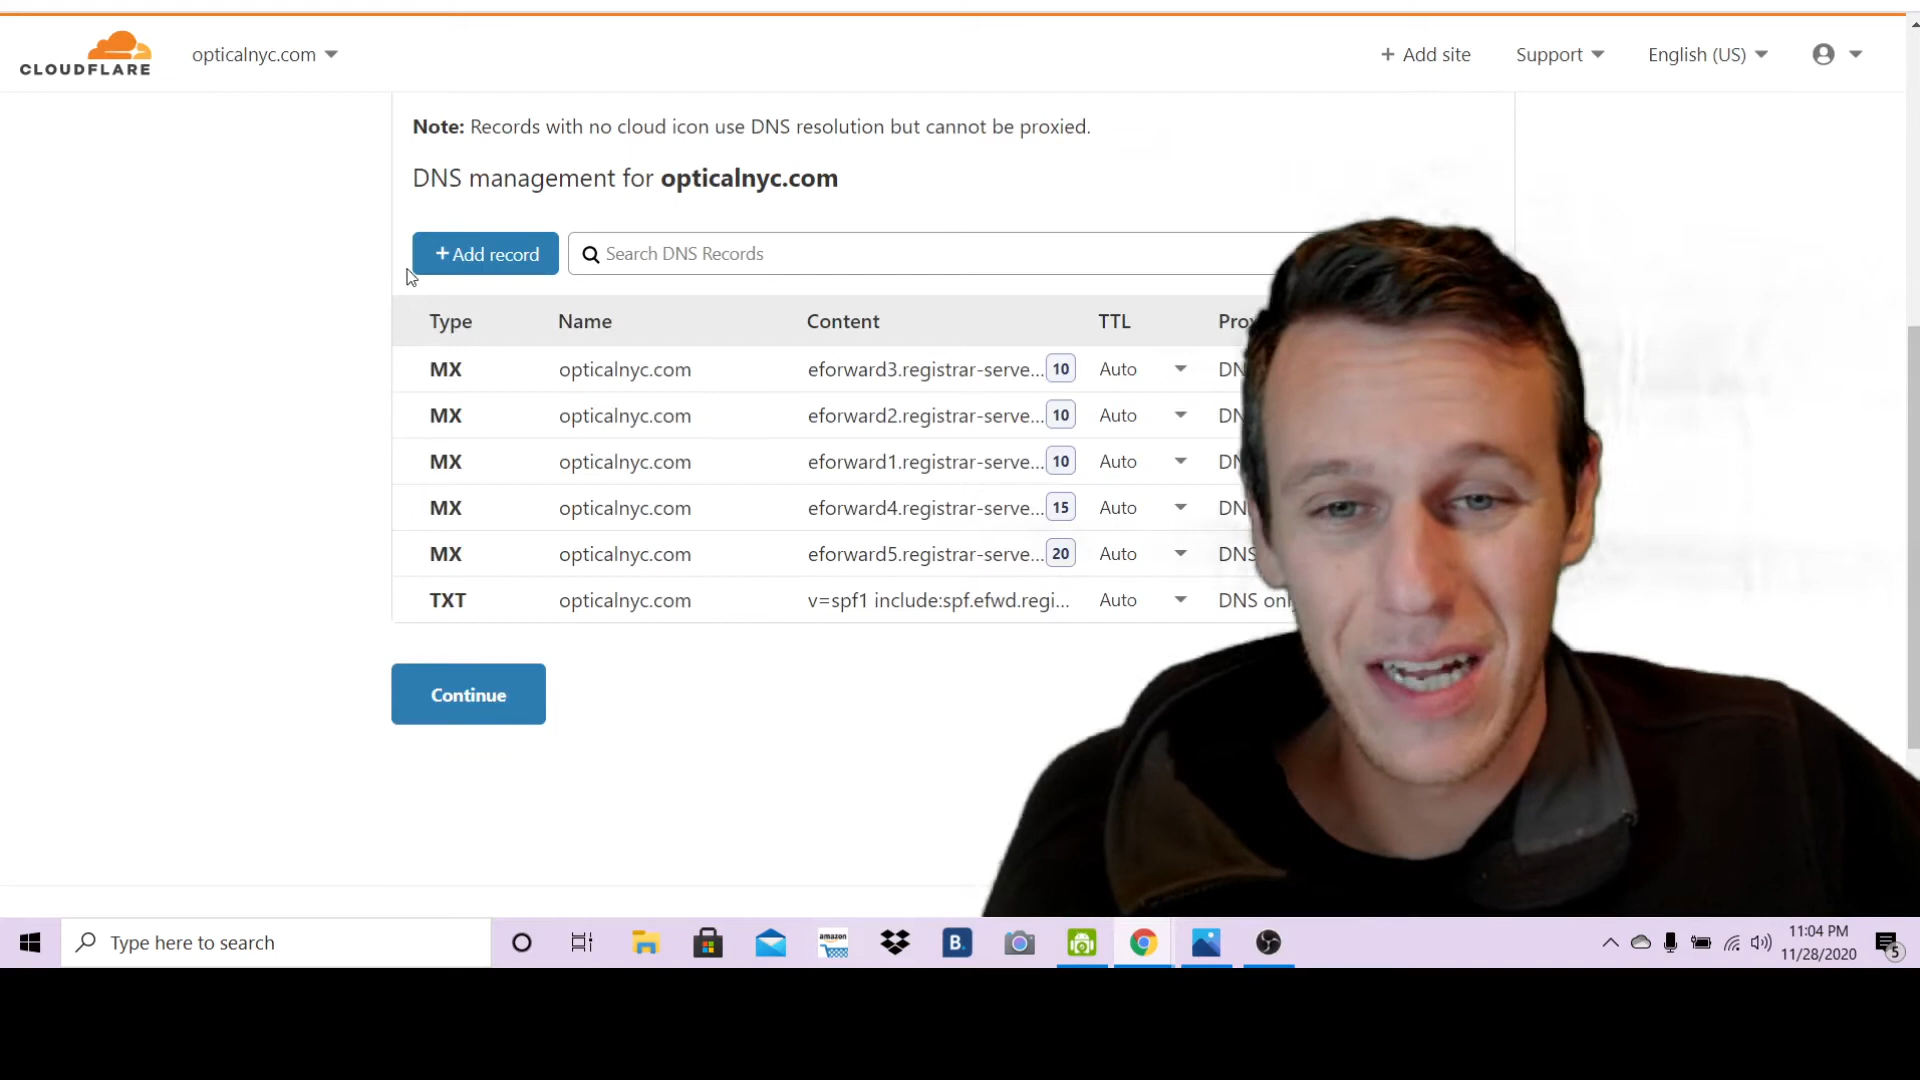 CLOUDFLARE
opticalnyc.com
+ Add site
Support
English (US)
Note: Records with no cloud icon use DNS resolution but cannot be proxied.
DNS management for opticalnyc.com
+ Add record
Search DNS Records
Type Name Content TTL
MX opticalnyc.com eforward3.registrar-serve... 10 Auto
MX opticalnyc.com eforward2.registrar-serve... 10 Auto
MX opticalnyc.com eforward1.registrar-serve... 10 Auto
MX opticalnyc.com eforward4.registrar-serve... 15 Auto
MX opticalnyc.com eforward5.registrar-serve... 20 Auto DNS
TXT opticalnyc.com v=spf1 include:spf.efwd.regi... Auto DNS
Continue
Type here to search
amazon
B.
11:04 PM
11/28/2020
5